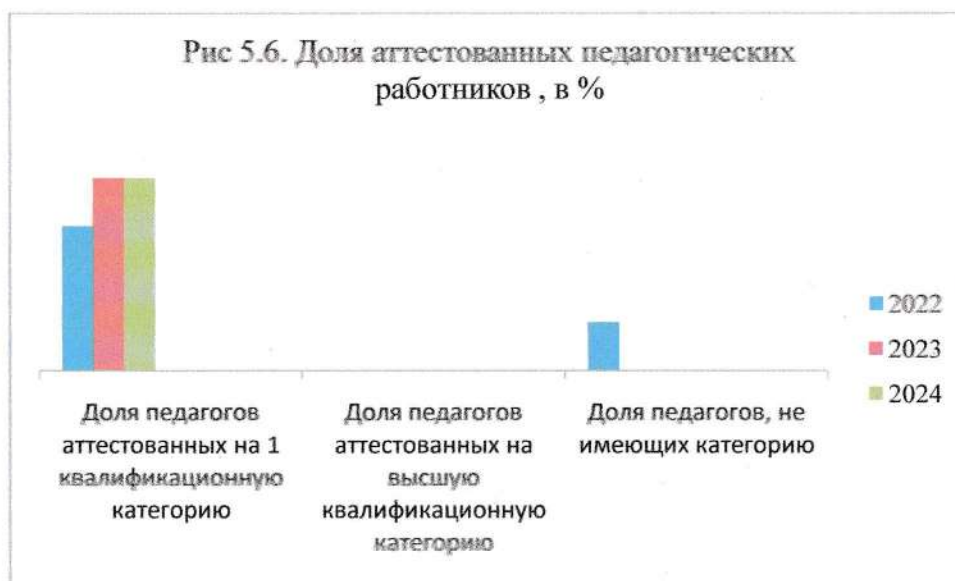 Рис 5.6. Доля аттестованных педагогических
работников , в %
2022
2023
2024
Доля педагогов
аттестованных на 1
квалификационную
категорию
Доля педагогов
аттестованных на
высшую
квалификационную
категорию
Доля педагогов, не
имеющих категорию